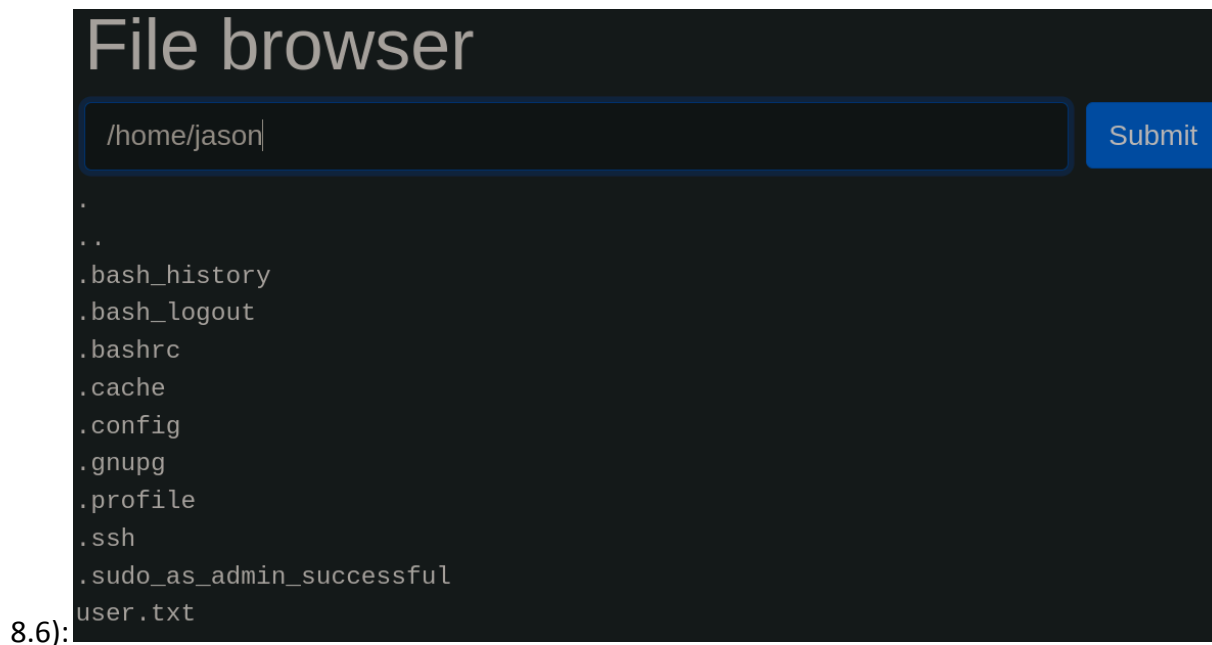 File browser
/home/jason
Submit
.
..
.bash_history
.bash_logout
.bashrc
.cache
.config
.gnupg
.profile
.ssh
.sudo_as_admin_successful
user.txt
8.6):